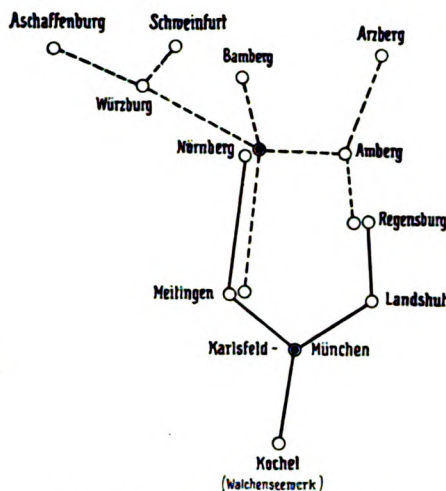 Aschaffenburg
Schweinfurt
Bamberg
Arzberg
Würzburg
Nürnberg
Amberg
Regensburg
Meitingen
Landshut
Karlsfeld - München
Kochel
(Walchenseewerk)